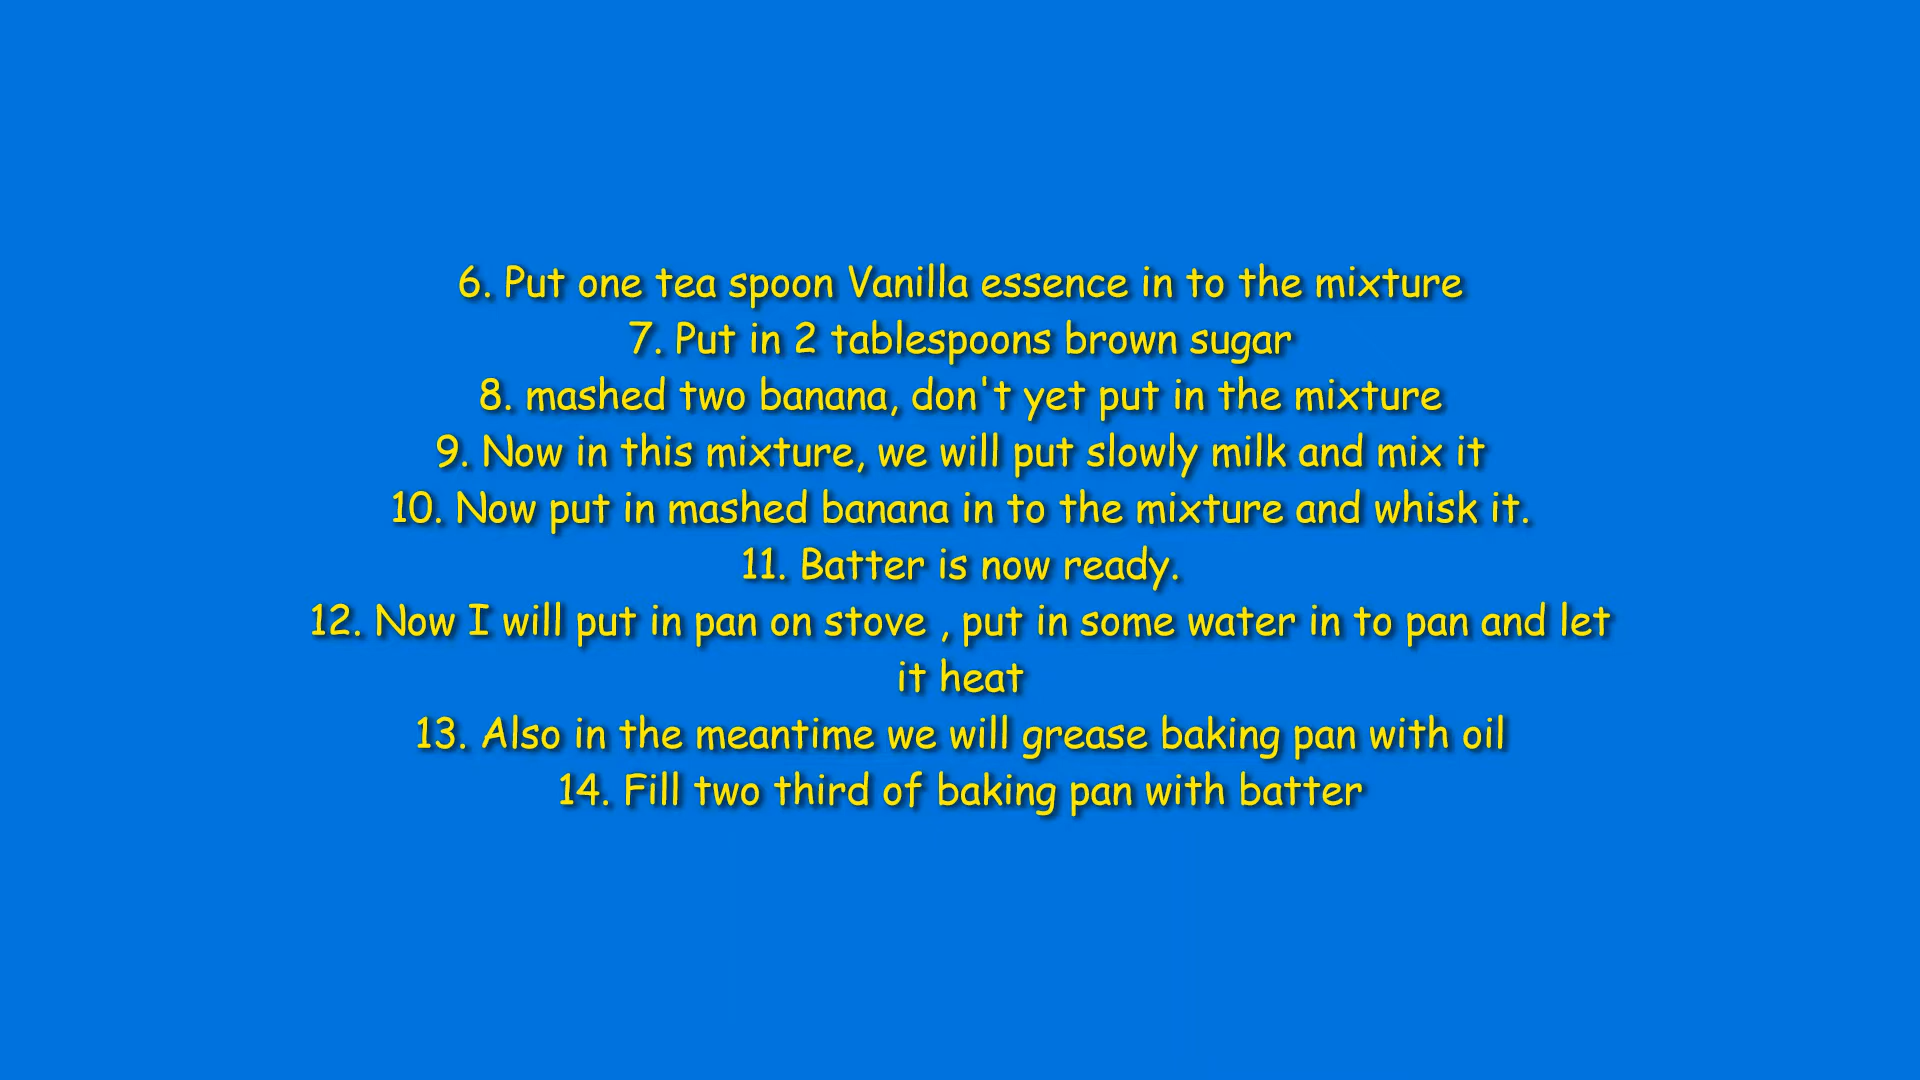 6. Put one tea spoon Vanilla essence in to the mixture
7. Put in 2 tablespoons brown sugar
8. mashed two banana, don't yet put in the mixture
9. Now in this mixture, we will put slowly milk and mix it
10. Now put in mashed banana in to the mixture and whisk it.
11. Batter is now ready.
12. Now I will put in pan on stove , put in some water in to pan and let
it heat
13. Also in the meantime we will grease baking pan with oil
14. Fill two third of baking pan with batter